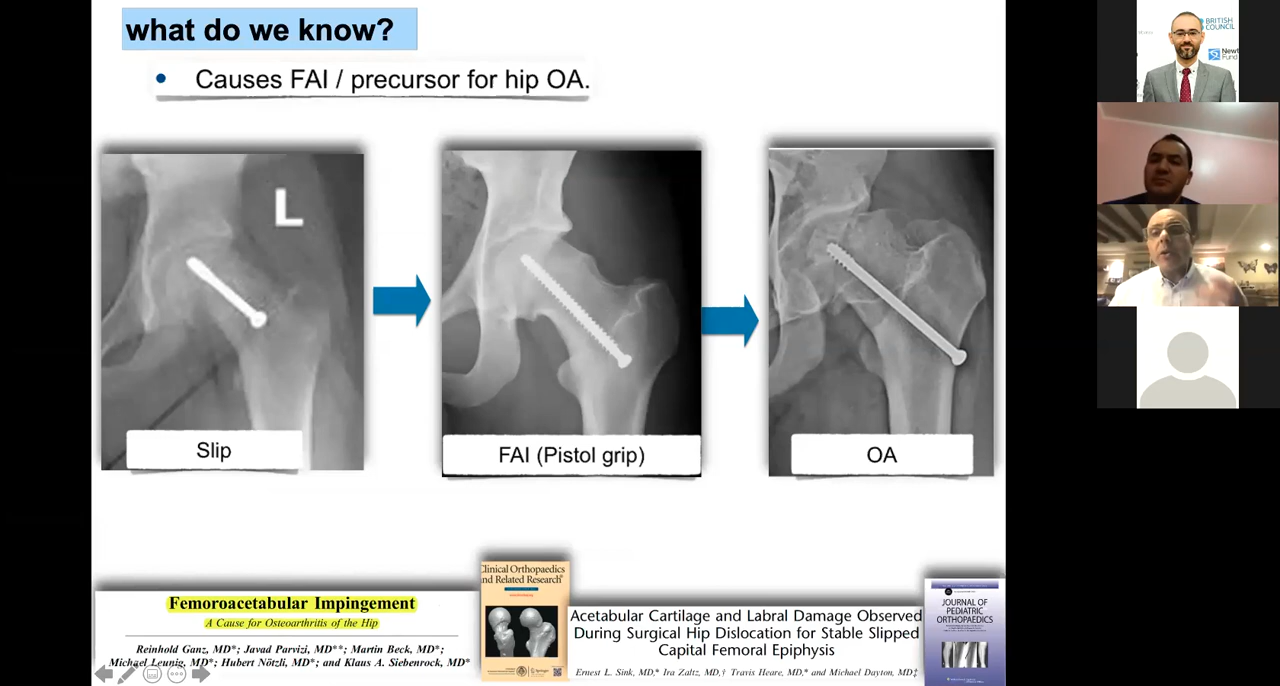 what do we know?
• Causes FAI / precursor for hip OA.
L
Slip
FAI (Pistol grip)
OA
Femoroacetabular Impingement
A Cause for Osteoarthritis of the Hip
Reinhold Ganz, MD*; Javad Parvizi, MD**; Martin Beck, MD*;
Michael Leunig, MD*; Hubert Nötzli, MD*; and Klaus A. Siebenrock, MD*
Clinical Orthopaedics
and Related Research®
Acetabular Cartilage and Labral Damage Observed
During Surgical Hip Dislocation for Stable Slipped
Capital Femoral Epiphysis
Ernest L. Sink, MD,* Ira Zaltz, MD,† Travis Heare, MD,* and Michael Dayton, MD‡
JOURNAL OF
PEDIATRIC
ORTHOPAEDICS
BRITISH
COUNCIL
Fund